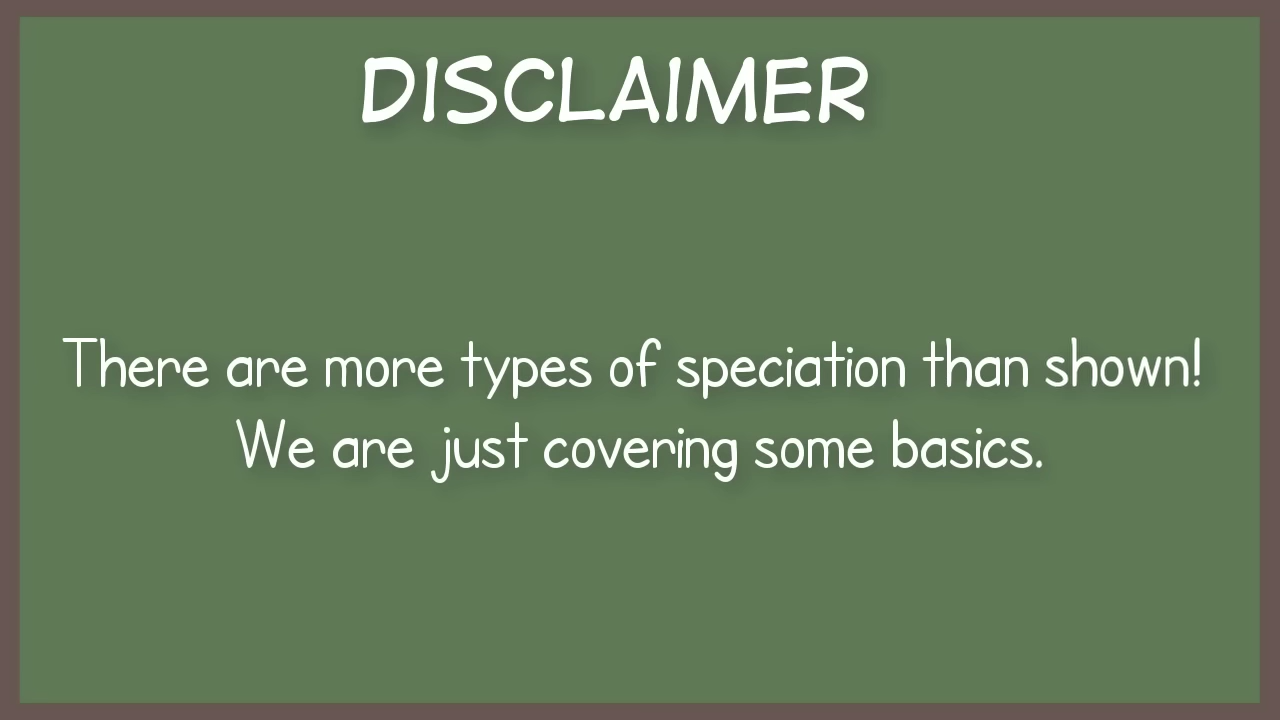 DISCLAIMER
There are more types of speciation than shown!
We are just covering some basics.